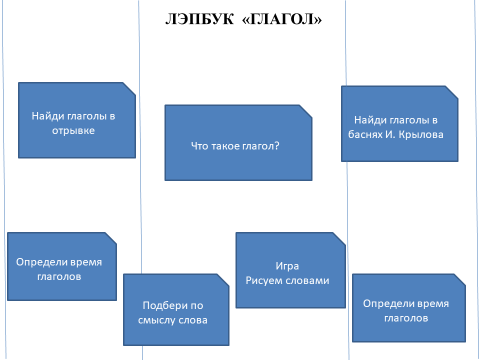 ЛЭПБУК «ГЛАГОЛ»
Найди глаголы в
отрывке
Что такое глагол?
Найди глаголы в
баснях И. Крылова
Определи время
глаголов
Подбери по
смыслу слова
Игра
Рисуем словами
Определи время
глаголов